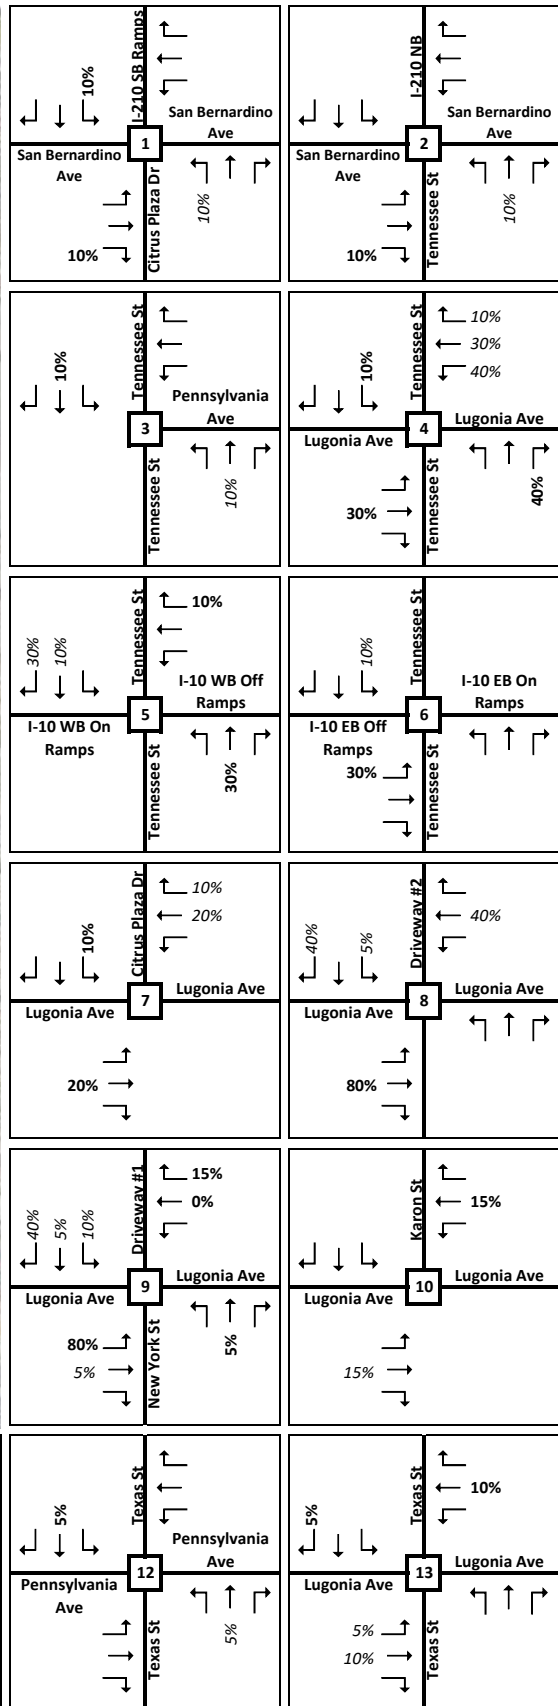 10%
I-210 SB Ramps
San Bernardino
Ave
1
San Bernardino
Ave
Citrus Plaza Dr
10%
10%
I-210 NB
San Bernardino
Ave
2
San Bernardino
Ave
Tennessee St
10%
10%
10%
Tennessee St
Pennsylvania
Ave
3
Tennessee St
10%
10%
Tennessee St
10%
30%
40%
Lugonia Ave
4
Lugonia Ave
Tennessee St
30%
40%
30%
10%
Tennessee St
10%
I-10 WB Off
Ramps
5
I-10 WB On
Ramps
Tennessee St
30%
10%
Tennessee St
I-10 EB On
Ramps
6
I-10 EB Off
Ramps
30%
Tennessee St
10%
Citrus Plaza Dr
10%
20%
Lugonia Ave
7
Lugonia Ave
20%
40%
5%
Driveway #2
40%
Lugonia Ave
8
Lugonia Ave
80%
40%
5%
10%
Driveway #1
15%
0%
Lugonia Ave
9
Lugonia Ave
80%
5%
New York St
5%
Karon St
15%
10
Lugonia Ave
Lugonia Ave
15%
5%
Texas St
Pennsylvania
Ave
12
Pennsylvania
Ave
Texas St
5%
5%
Texas St
10%
Lugonia Ave
13
Lugonia Ave
5%
10%
Texas St